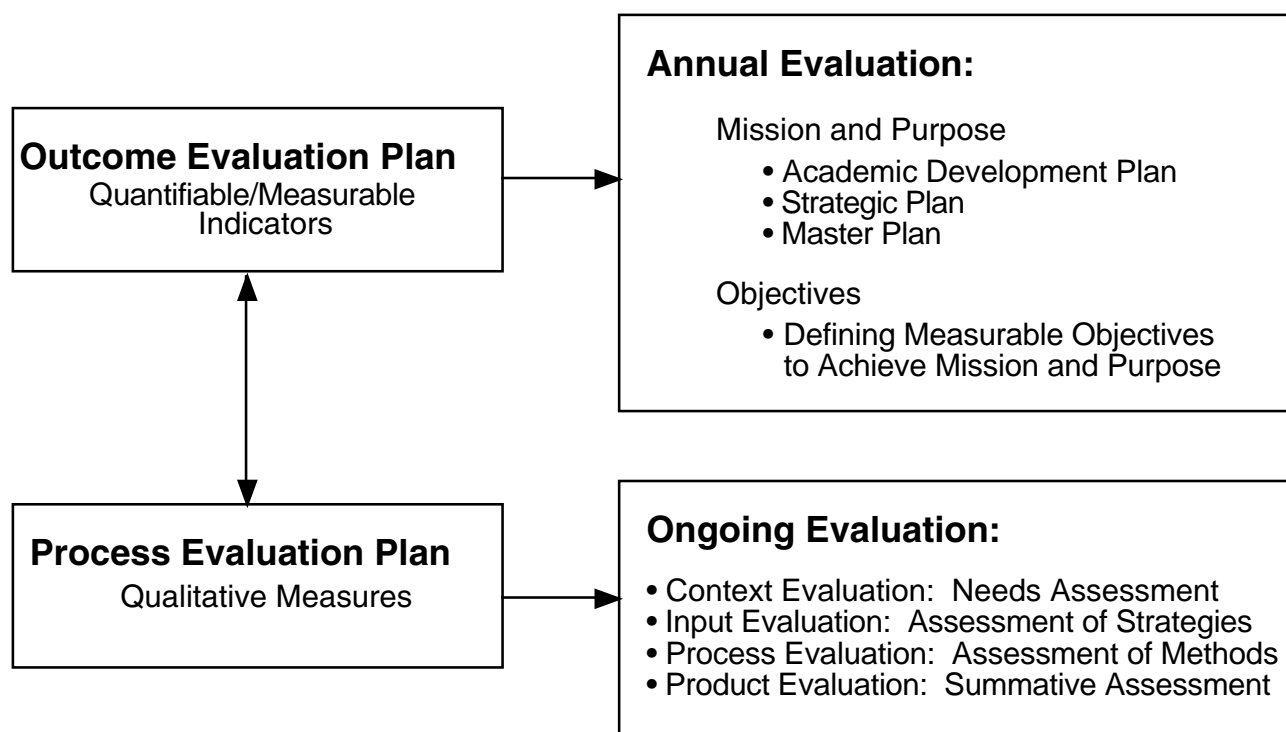 Outcome Evaluation Plan
Quantifiable/Measurable
Indicators
Annual Evaluation:
Mission and Purpose
• Academic Development Plan
• Strategic Plan
• Master Plan
Objectives
• Defining Measurable Objectives
to Achieve Mission and Purpose
Process Evaluation Plan
Qualitative Measures
Ongoing Evaluation:
• Context Evaluation:  Needs Assessment
• Input Evaluation:  Assessment of Strategies
• Process Evaluation:  Assessment of Methods
• Product Evaluation:  Summative Assessment